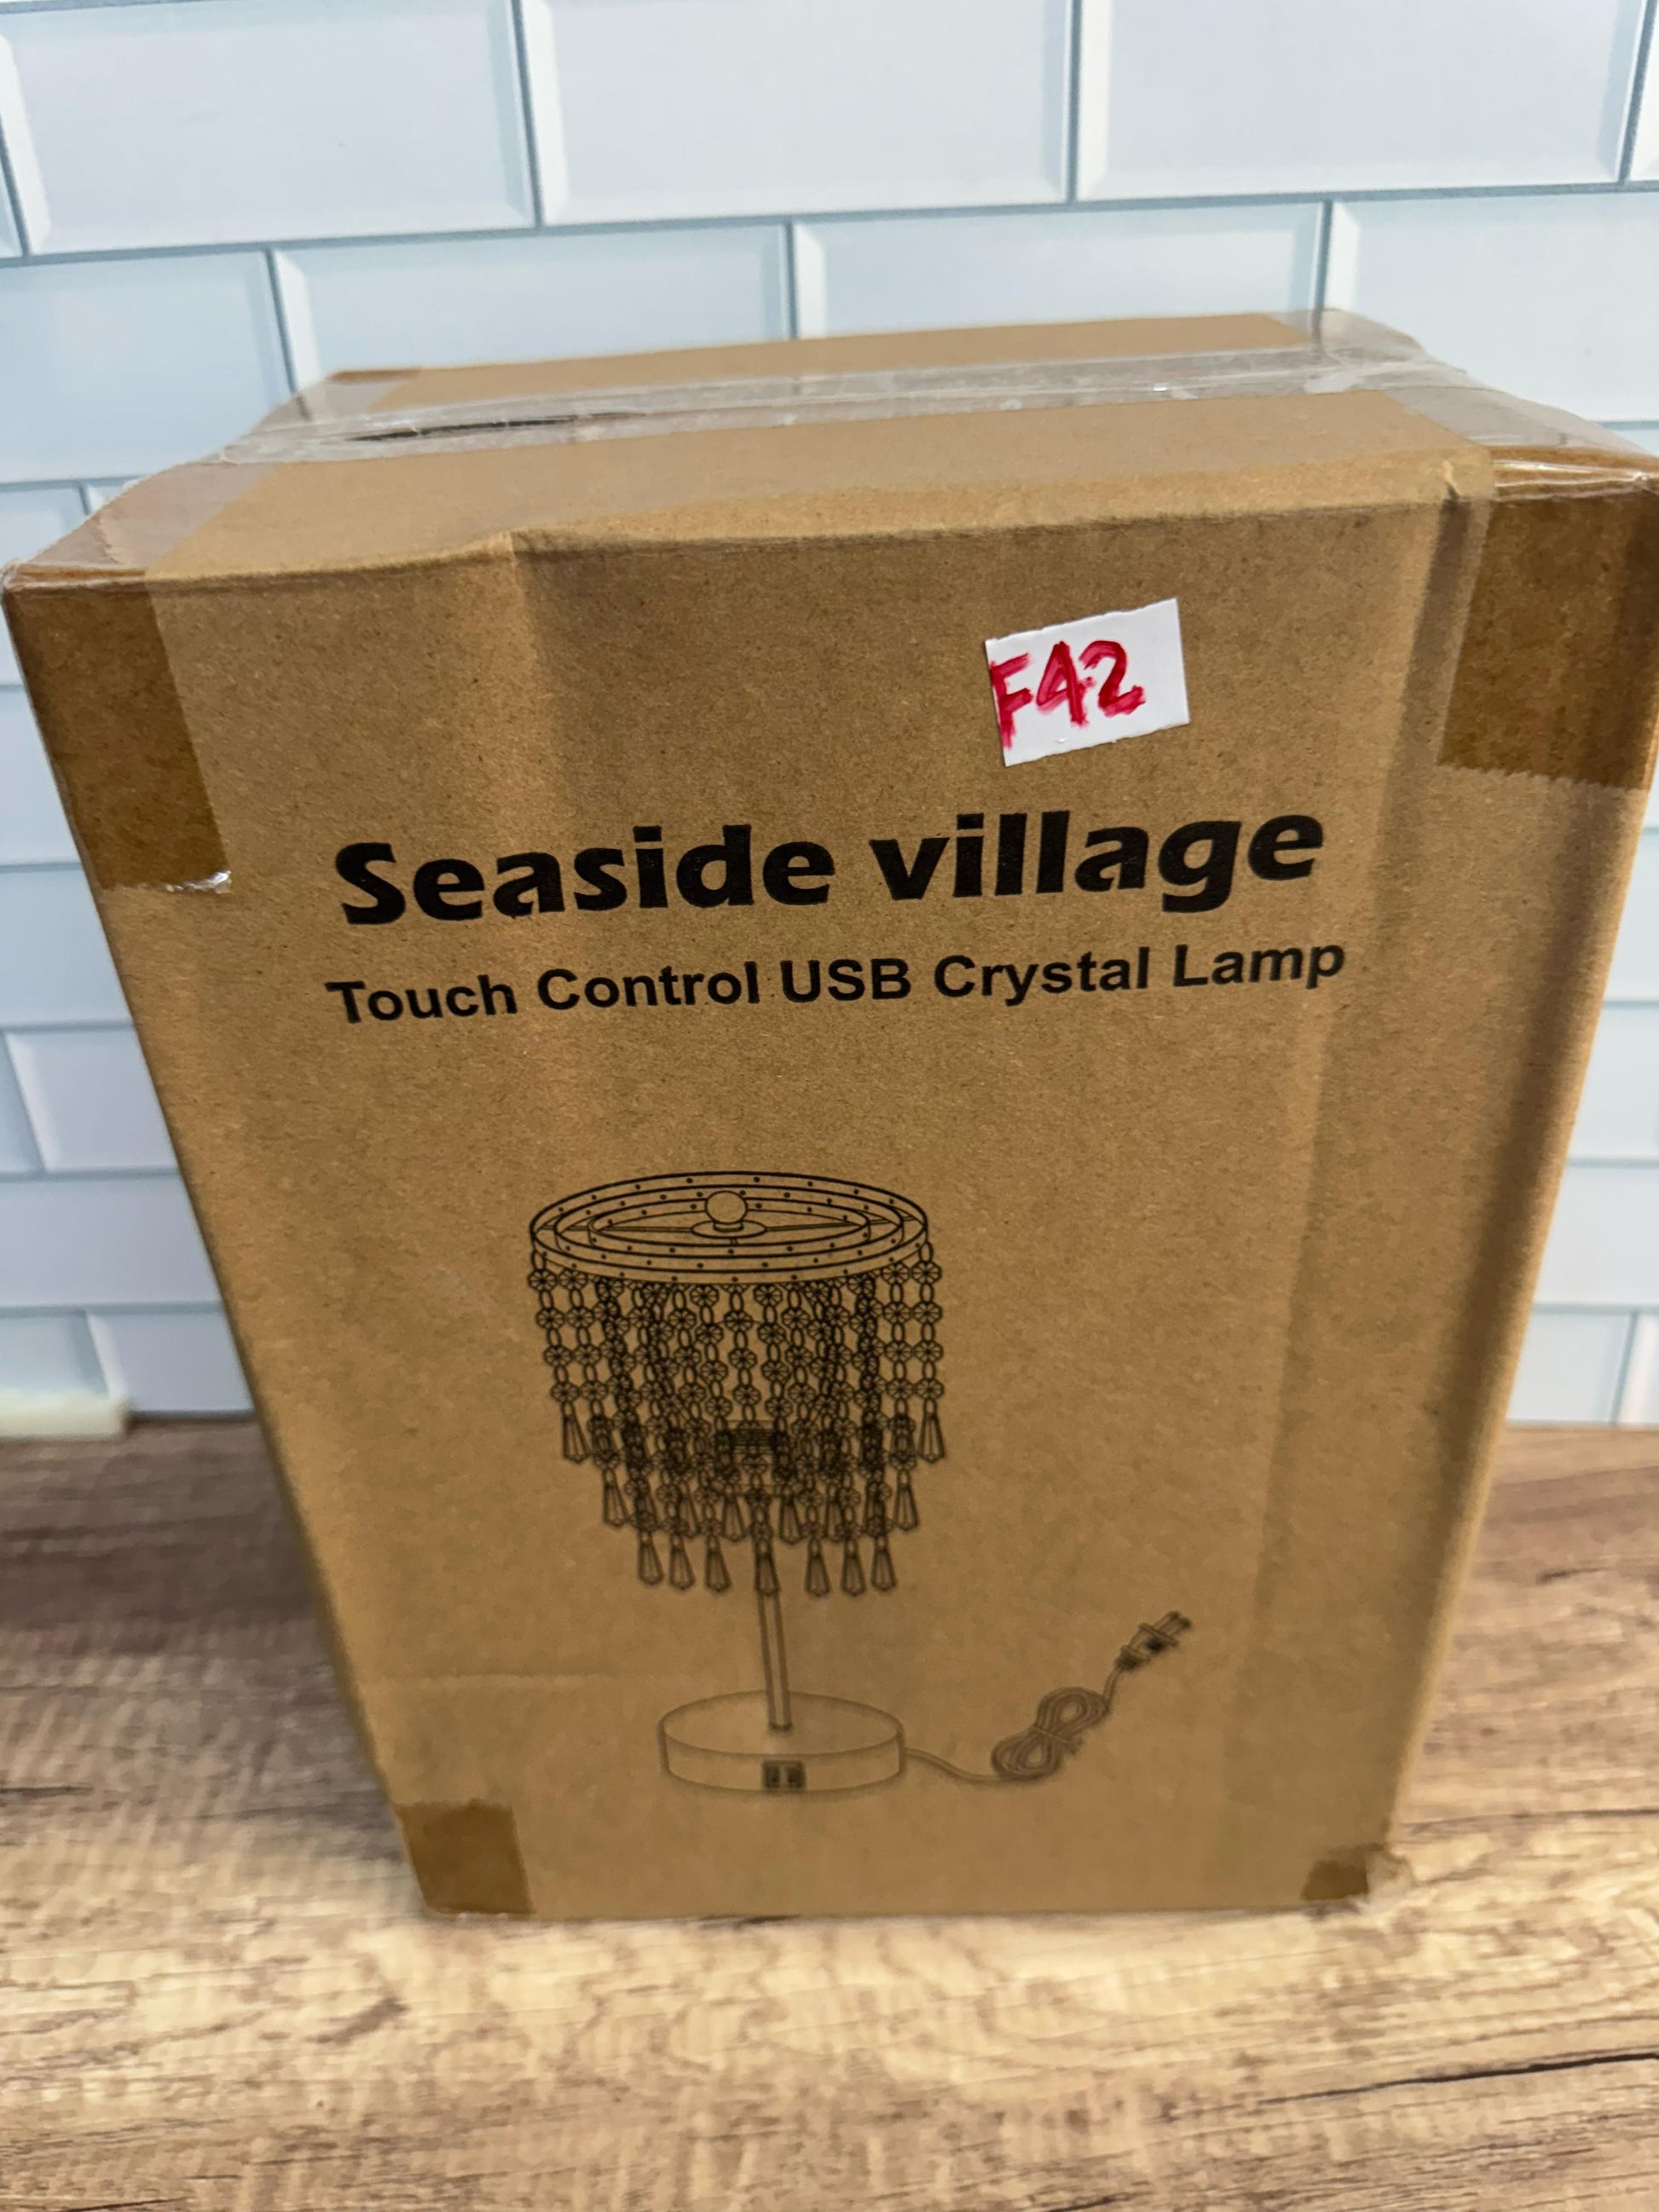 F42
Seaside village
Touch Control USB Crystal Lamp